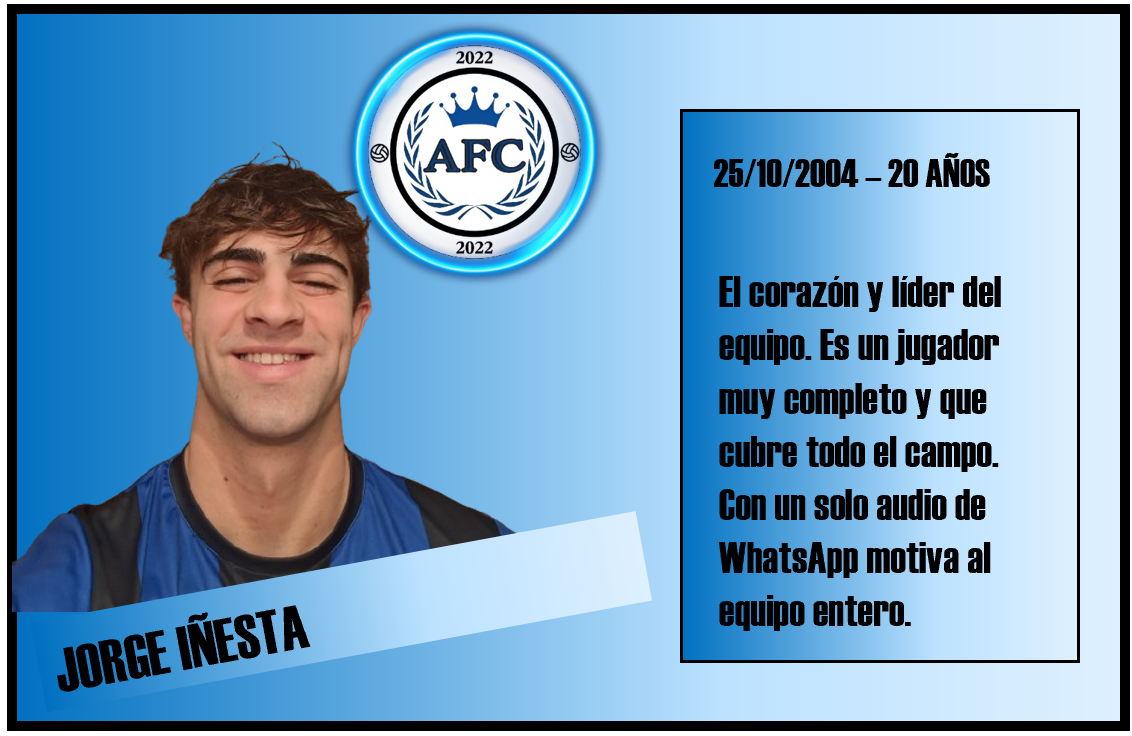 2022
AFC
2022
25/10/2004 – 20 AÑOS
El corazón y líder del
equipo. Es un jugador
muy completo y que
cubre todo el campo.
Con un solo audio de
WhatsApp motiva al
equipo entero.
JORGE IÑESTA